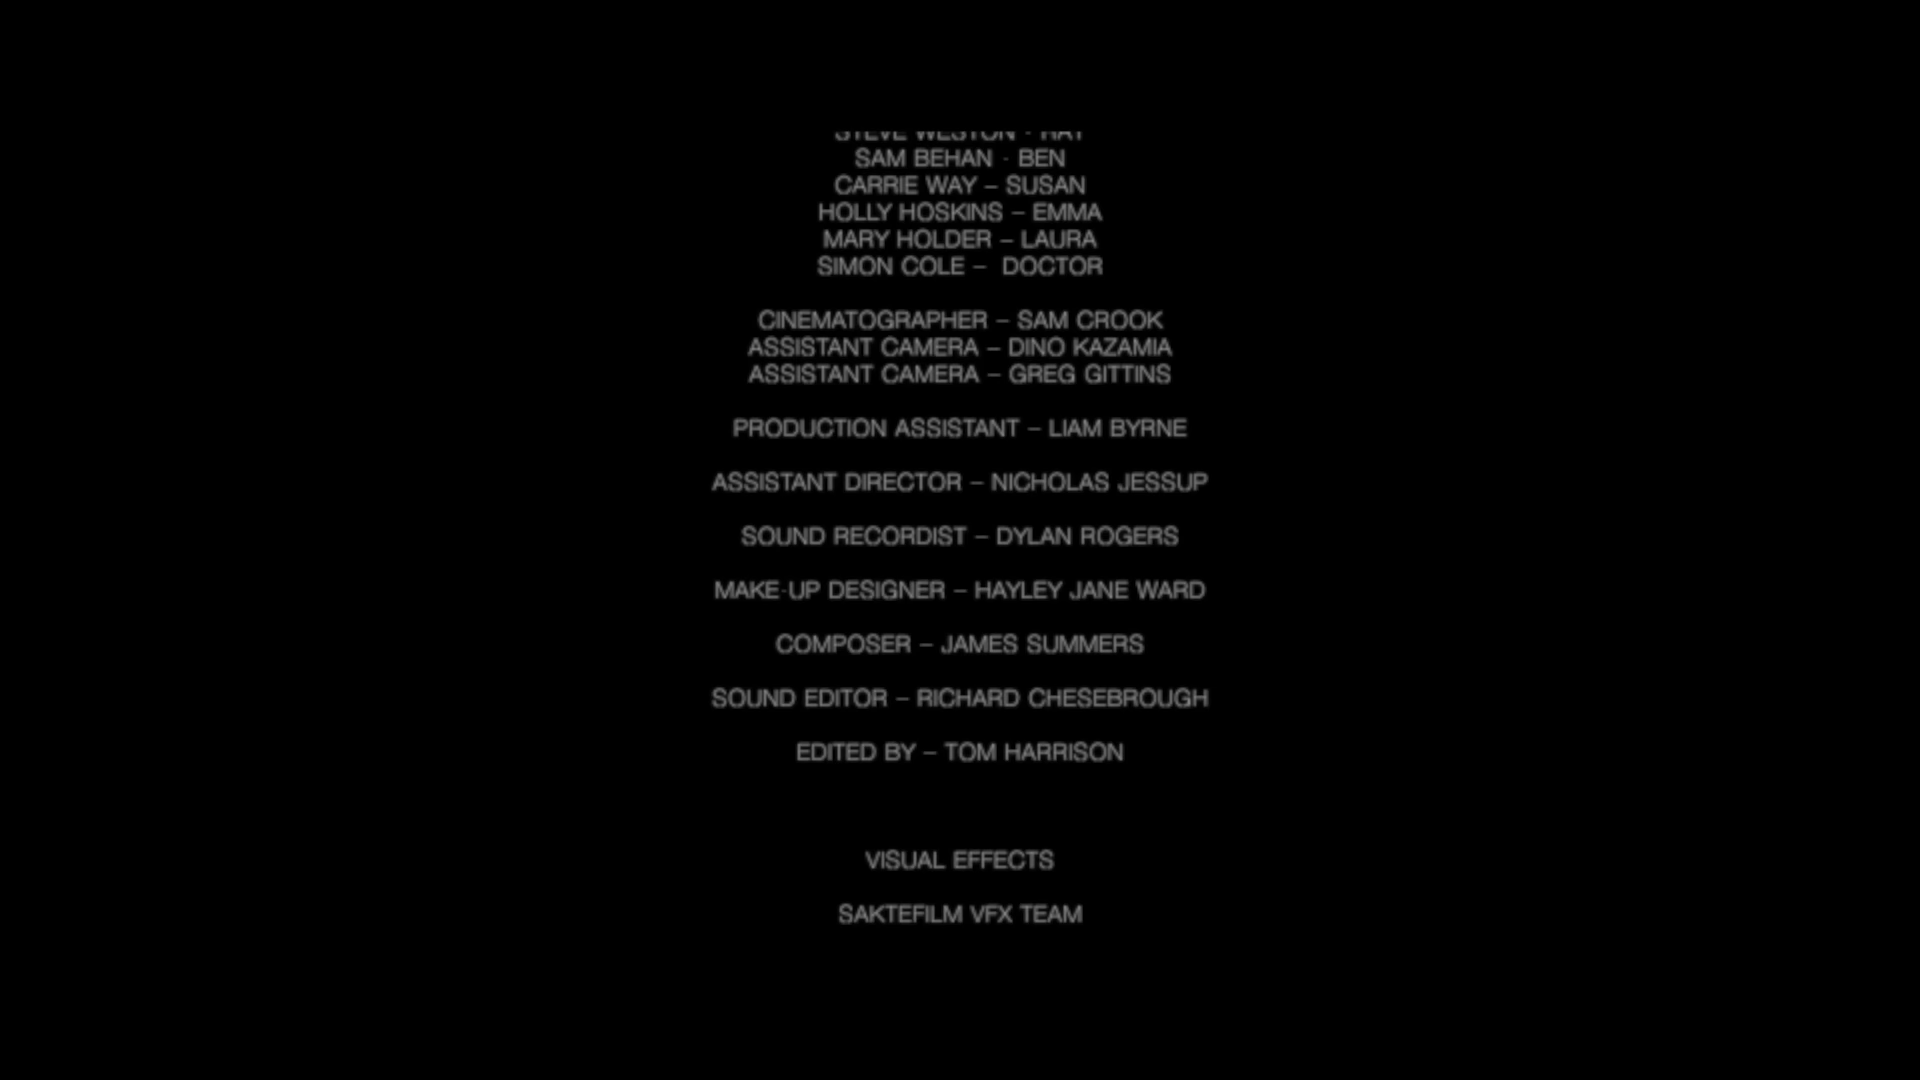 STEVE WESTON - RAY
SAM BEHAN - BEN
CARRIE WAY – SUSAN
HOLLY HOSKINS – EMMA
MARY HOLDER – LAURA
SIMON COLE –  DOCTOR
CINEMATOGRAPHER – SAM CROOK
ASSISTANT CAMERA – DINO KAZAMIA
ASSISTANT CAMERA – GREG GITTINS
PRODUCTION ASSISTANT – LIAM BYRNE
ASSISTANT DIRECTOR – NICHOLAS JESSUP
SOUND RECORDIST – DYLAN ROGERS
MAKE-UP DESIGNER – HAYLEY JANE WARD
COMPOSER – JAMES SUMMERS
SOUND EDITOR – RICHARD CHESEBROUGH
EDITED BY – TOM HARRISON
VISUAL EFFECTS
SAKTEFILM VFX TEAM